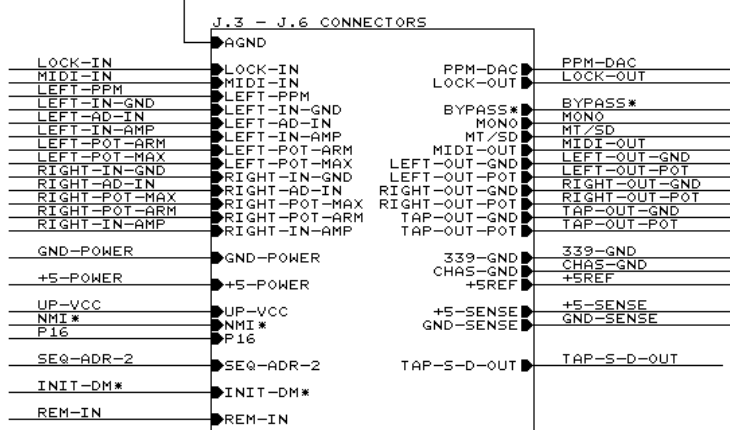 J.3 - J.6 CONNECTORS
AGND
LOCK-IN LOCK-IN PPM-DAC PPM-DAC
MIDI-IN MIDI-IN LOCK-OUT LOCK-OUT
LEFT-PPM LEFT-PPM
LEFT-IN-GND LEFT-IN-GND BYPASS* BYPASS*
LEFT-AD-IN LEFT-AD-IN MONO MONO
LEFT-IN-AMP LEFT-IN-AMP MT/SD MT/SD
LEFT-POT-ARM LEFT-POT-ARM MIDI-OUT MIDI-OUT
LEFT-POT-MAX LEFT-POT-MAX LEFT-OUT-GND LEFT-OUT-GND
RIGHT-IN-GND RIGHT-IN-GND LEFT-OUT-POT LEFT-OUT-POT
RIGHT-AD-IN RIGHT-AD-IN RIGHT-OUT-GND RIGHT-OUT-GND
RIGHT-POT-MAX RIGHT-POT-MAX RIGHT-OUT-POT RIGHT-OUT-POT
RIGHT-POT-ARM RIGHT-POT-ARM TAP-OUT-GND TAP-OUT-GND
RIGHT-IN-AMP RIGHT-IN-AMP TAP-OUT-POT TAP-OUT-POT
GND-POWER GND-POWER 339-GND 339-GND
CHAS-GND CHAS-GND
+5-POWER +5-POWER +5REF +5REF
UP-VCC UP-VCC +5-SENSE +5-SENSE
NMI* NMI* GND-SENSE GND-SENSE
P16 P16
SEQ-ADR-2 SEQ-ADR-2 TAP-S-D-OUT TAP-S-D-OUT
INIT-DM* INIT-DM*
REM-IN REM-IN